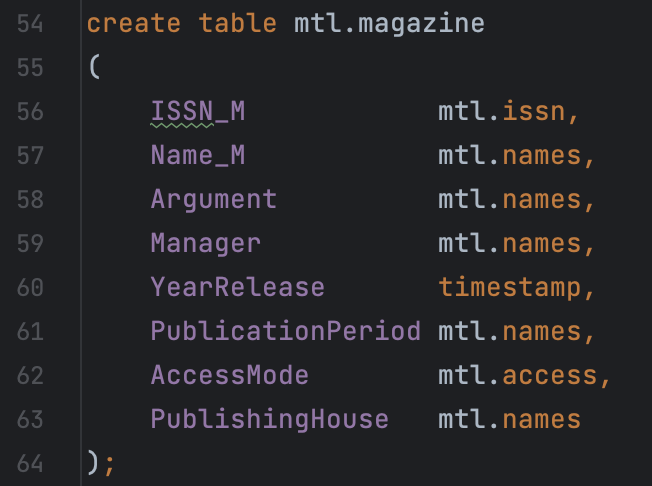 54 create table mtl.magazine
55 (
56     ISSN_M            mtl.issn,
57     Name_M            mtl.names,
58     Argument          mtl.names,
59     Manager           mtl.names,
60     YearRelease       timestamp,
61     PublicationPeriod mtl.names,
62     AccessMode        mtl.access,
63     PublishingHouse   mtl.names
64 );